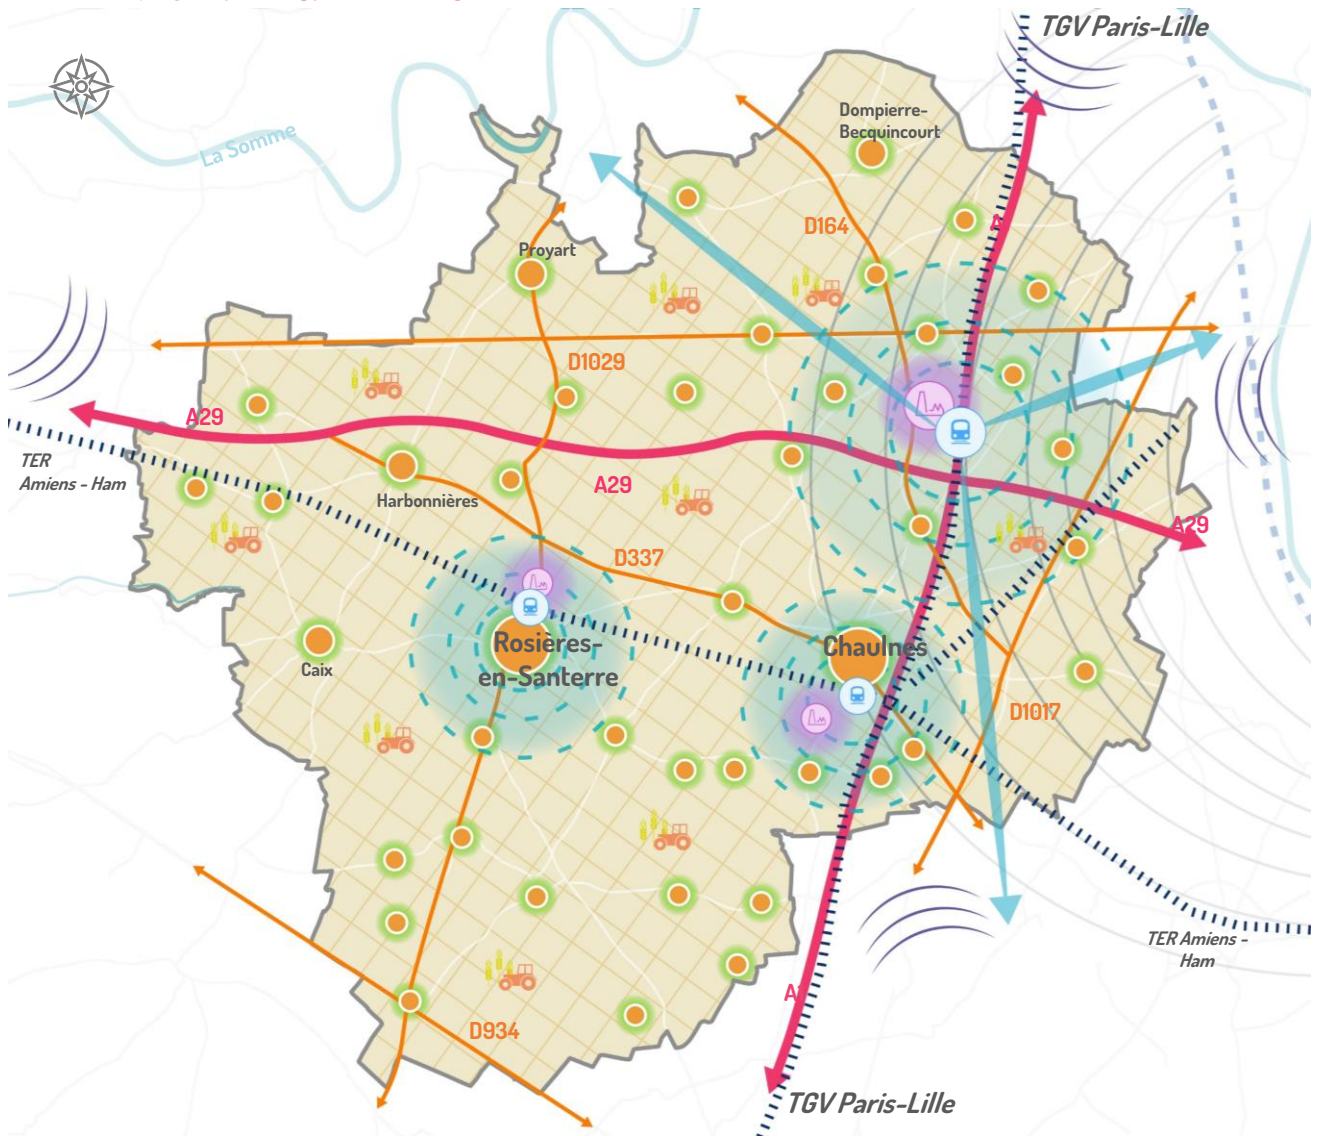 TGV Paris-Lille
Dompierre-
Becquincourt
La Somme
D164
Proyart
D1029
A29
TER
Amiens - Ham
A29
Harbonnières
A29
D337
Rosières-
en-Santerre
Chaulnes
Caix
D1017
TER Amiens -
Ham
D934
TGV Paris-Lille